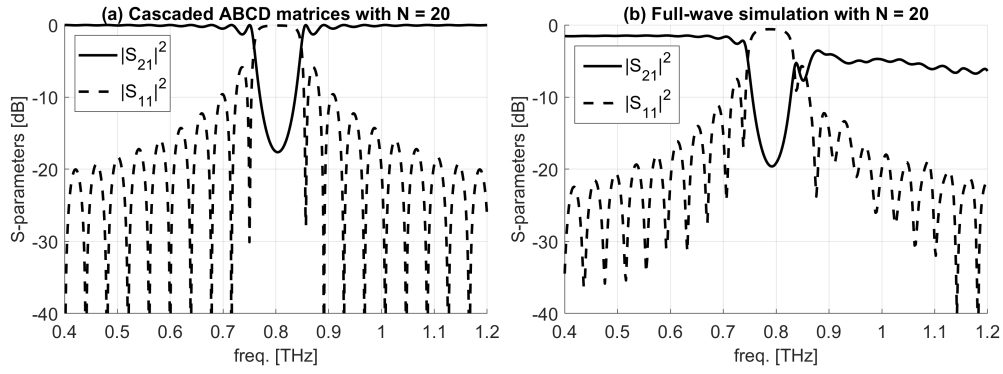 (a) Cascaded ABCD matrices with N = 20
0
-10
-20
-30
-40
S-parameters [dB]
|S21|2
|S11|2
0.4 0.5 0.6 0.7 0.8 0.9 1 1.1 1.2
freq. [THz]
(b) Full-wave simulation with N = 20
0
-10
-20
-30
-40
S-parameters [dB]
|S21|2
|S11|2
0.4 0.5 0.6 0.7 0.8 0.9 1 1.1 1.2
freq. [THz]